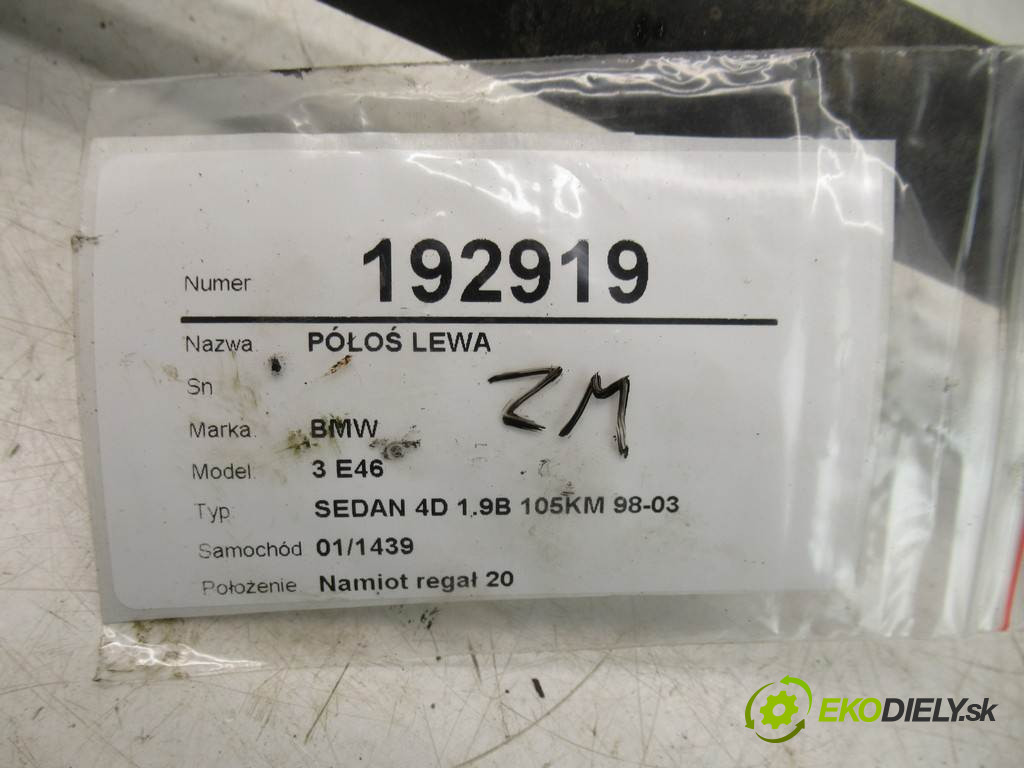 Numer 192919
Nazwa PÓŁOŚ LEWA
Sn
ZM
Marka BMW
Model 3 E46
Typ SEDAN 4D 1.9B 105KM 98-03
Samochód 01/1439
Położenie Namiot regał 20
EKODIELY.sk